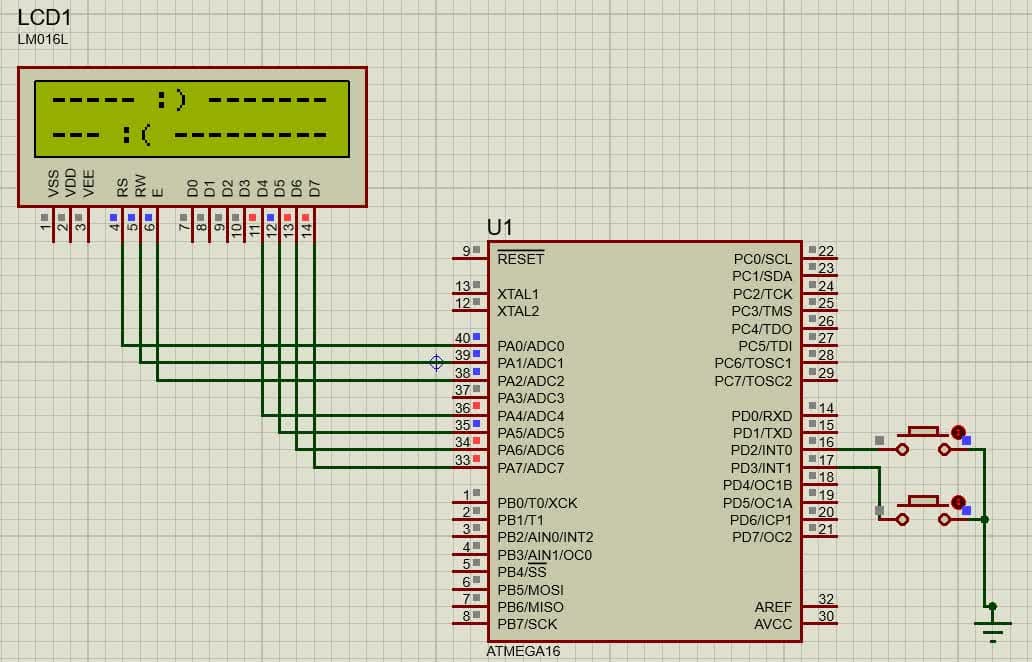 LCD1
LM016L
----- :) -------
--- :( ---------
VSS VDD VEE RS RW E D0 D1 D2 D3 D4 D5 D6 D7
1 2 3 4 5 6 7 8 9 10 11 12 13 14
U1
9 RESET PC0/SCL 22
PC1/SDA 23
13 XTAL1 PC2/TCK 24
12 XTAL2 PC3/TMS 25
PC4/TDO 26
40 PA0/ADC0 PC5/TDI 27
39 PA1/ADC1 PC6/TOSC1 28
38 PA2/ADC2 PC7/TOSC2 29
37 PA3/ADC3
36 PA4/ADC4 PD0/RXD 14
35 PA5/ADC5 PD1/TXD 15
34 PA6/ADC6 PD2/INT0 16
33 PA7/ADC7 PD3/INT1 17
PD4/OC1B 18
1 PB0/T0/XCK PD5/OC1A 19
2 PB1/T1 PD6/ICP1 20
3 PB2/AIN0/INT2 PD7/OC2 21
4 PB3/AIN1/OC0
5 PB4/SS
6 PB5/MOSI
7 PB6/MISO AREF 32
8 PB7/SCK AVCC 30
ATMEGA16